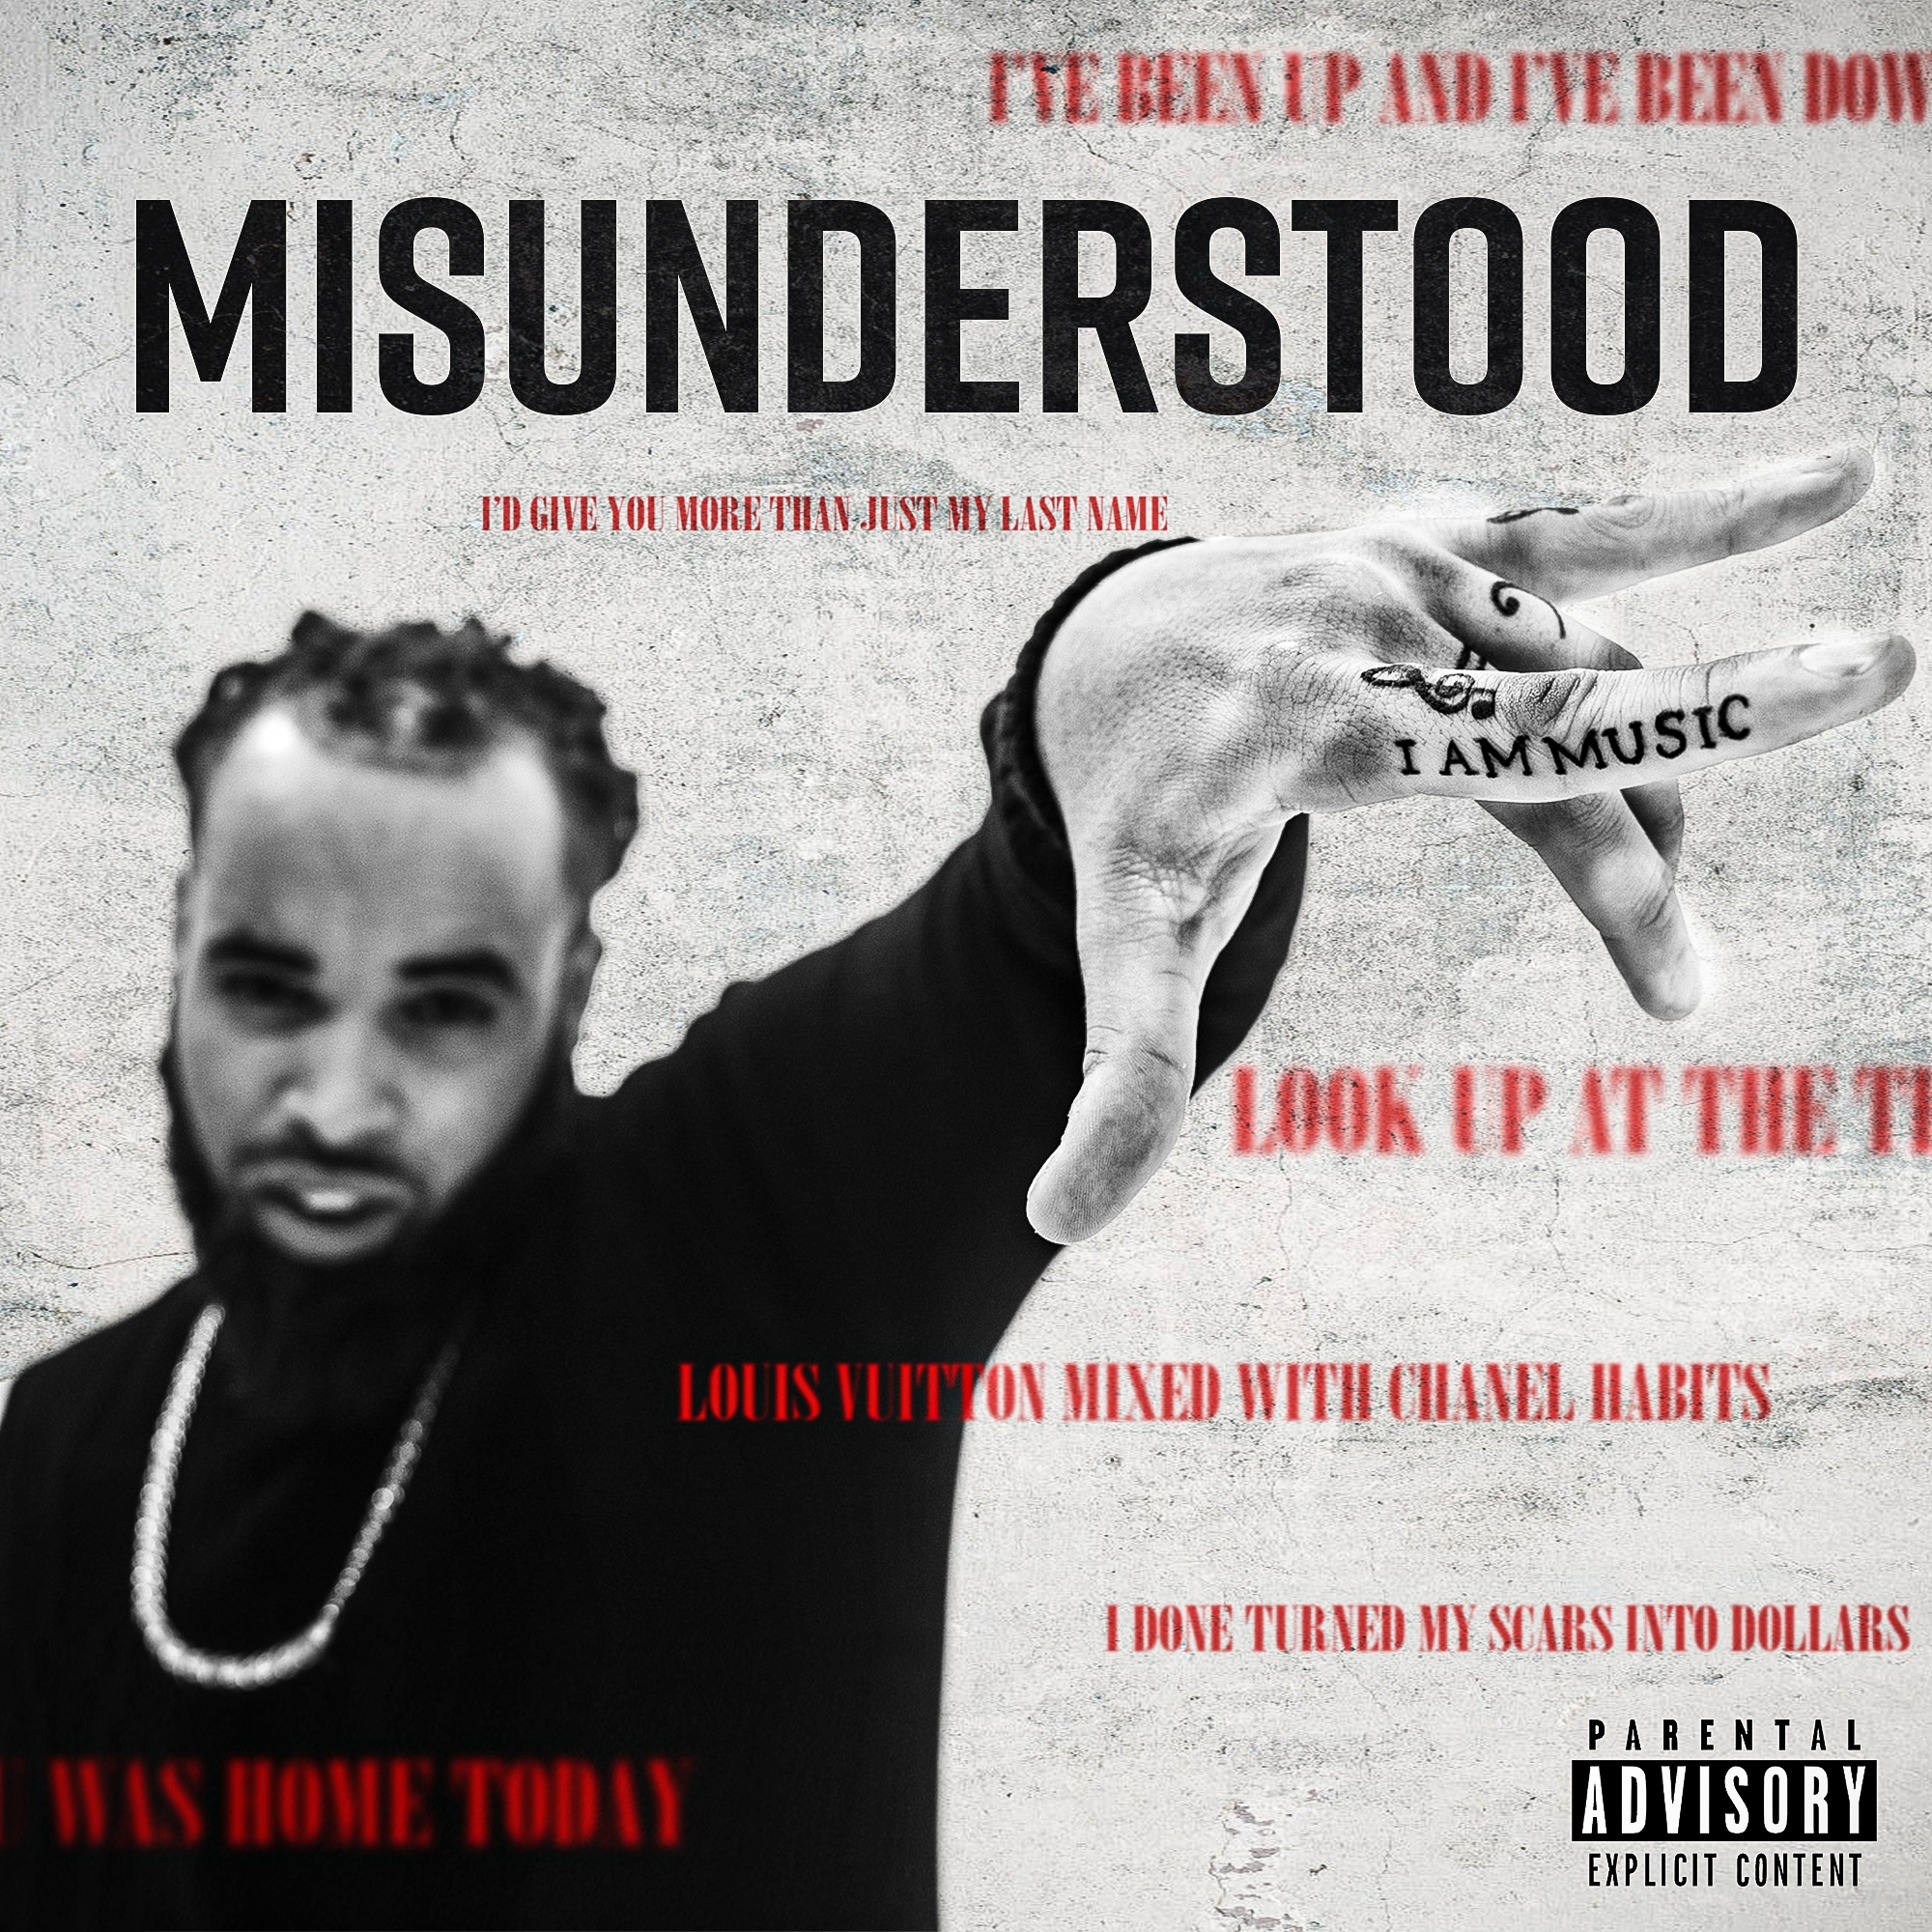 I'VE BEEN UP AND I'VE BEEN
MISUNDERSTOOD
I'D GIVE YOU MORE THAN JUST MY LAST NAME
I AM MUSIC
LOOK UP AT THE
LOUIS VUITTON MIXED WITH CHANEL HABITS
I DONE TURNED MY SCARS INTO DOLLARS
WAS HOME TODAY
PARENTAL
ADVISORY
EXPLICIT CONTENT